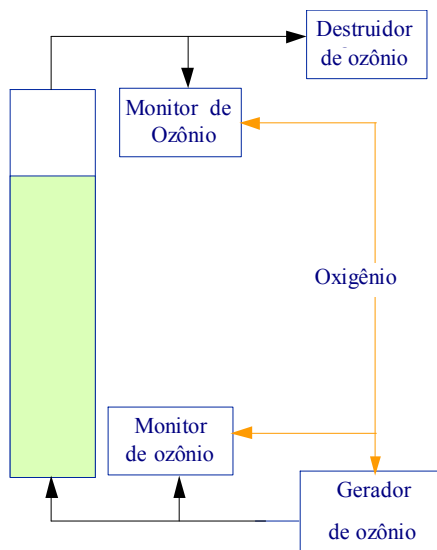 Destruidor
de ozônio
Monitor de
Ozônio
Oxigênio
Monitor
de ozônio
Gerador
de ozônio